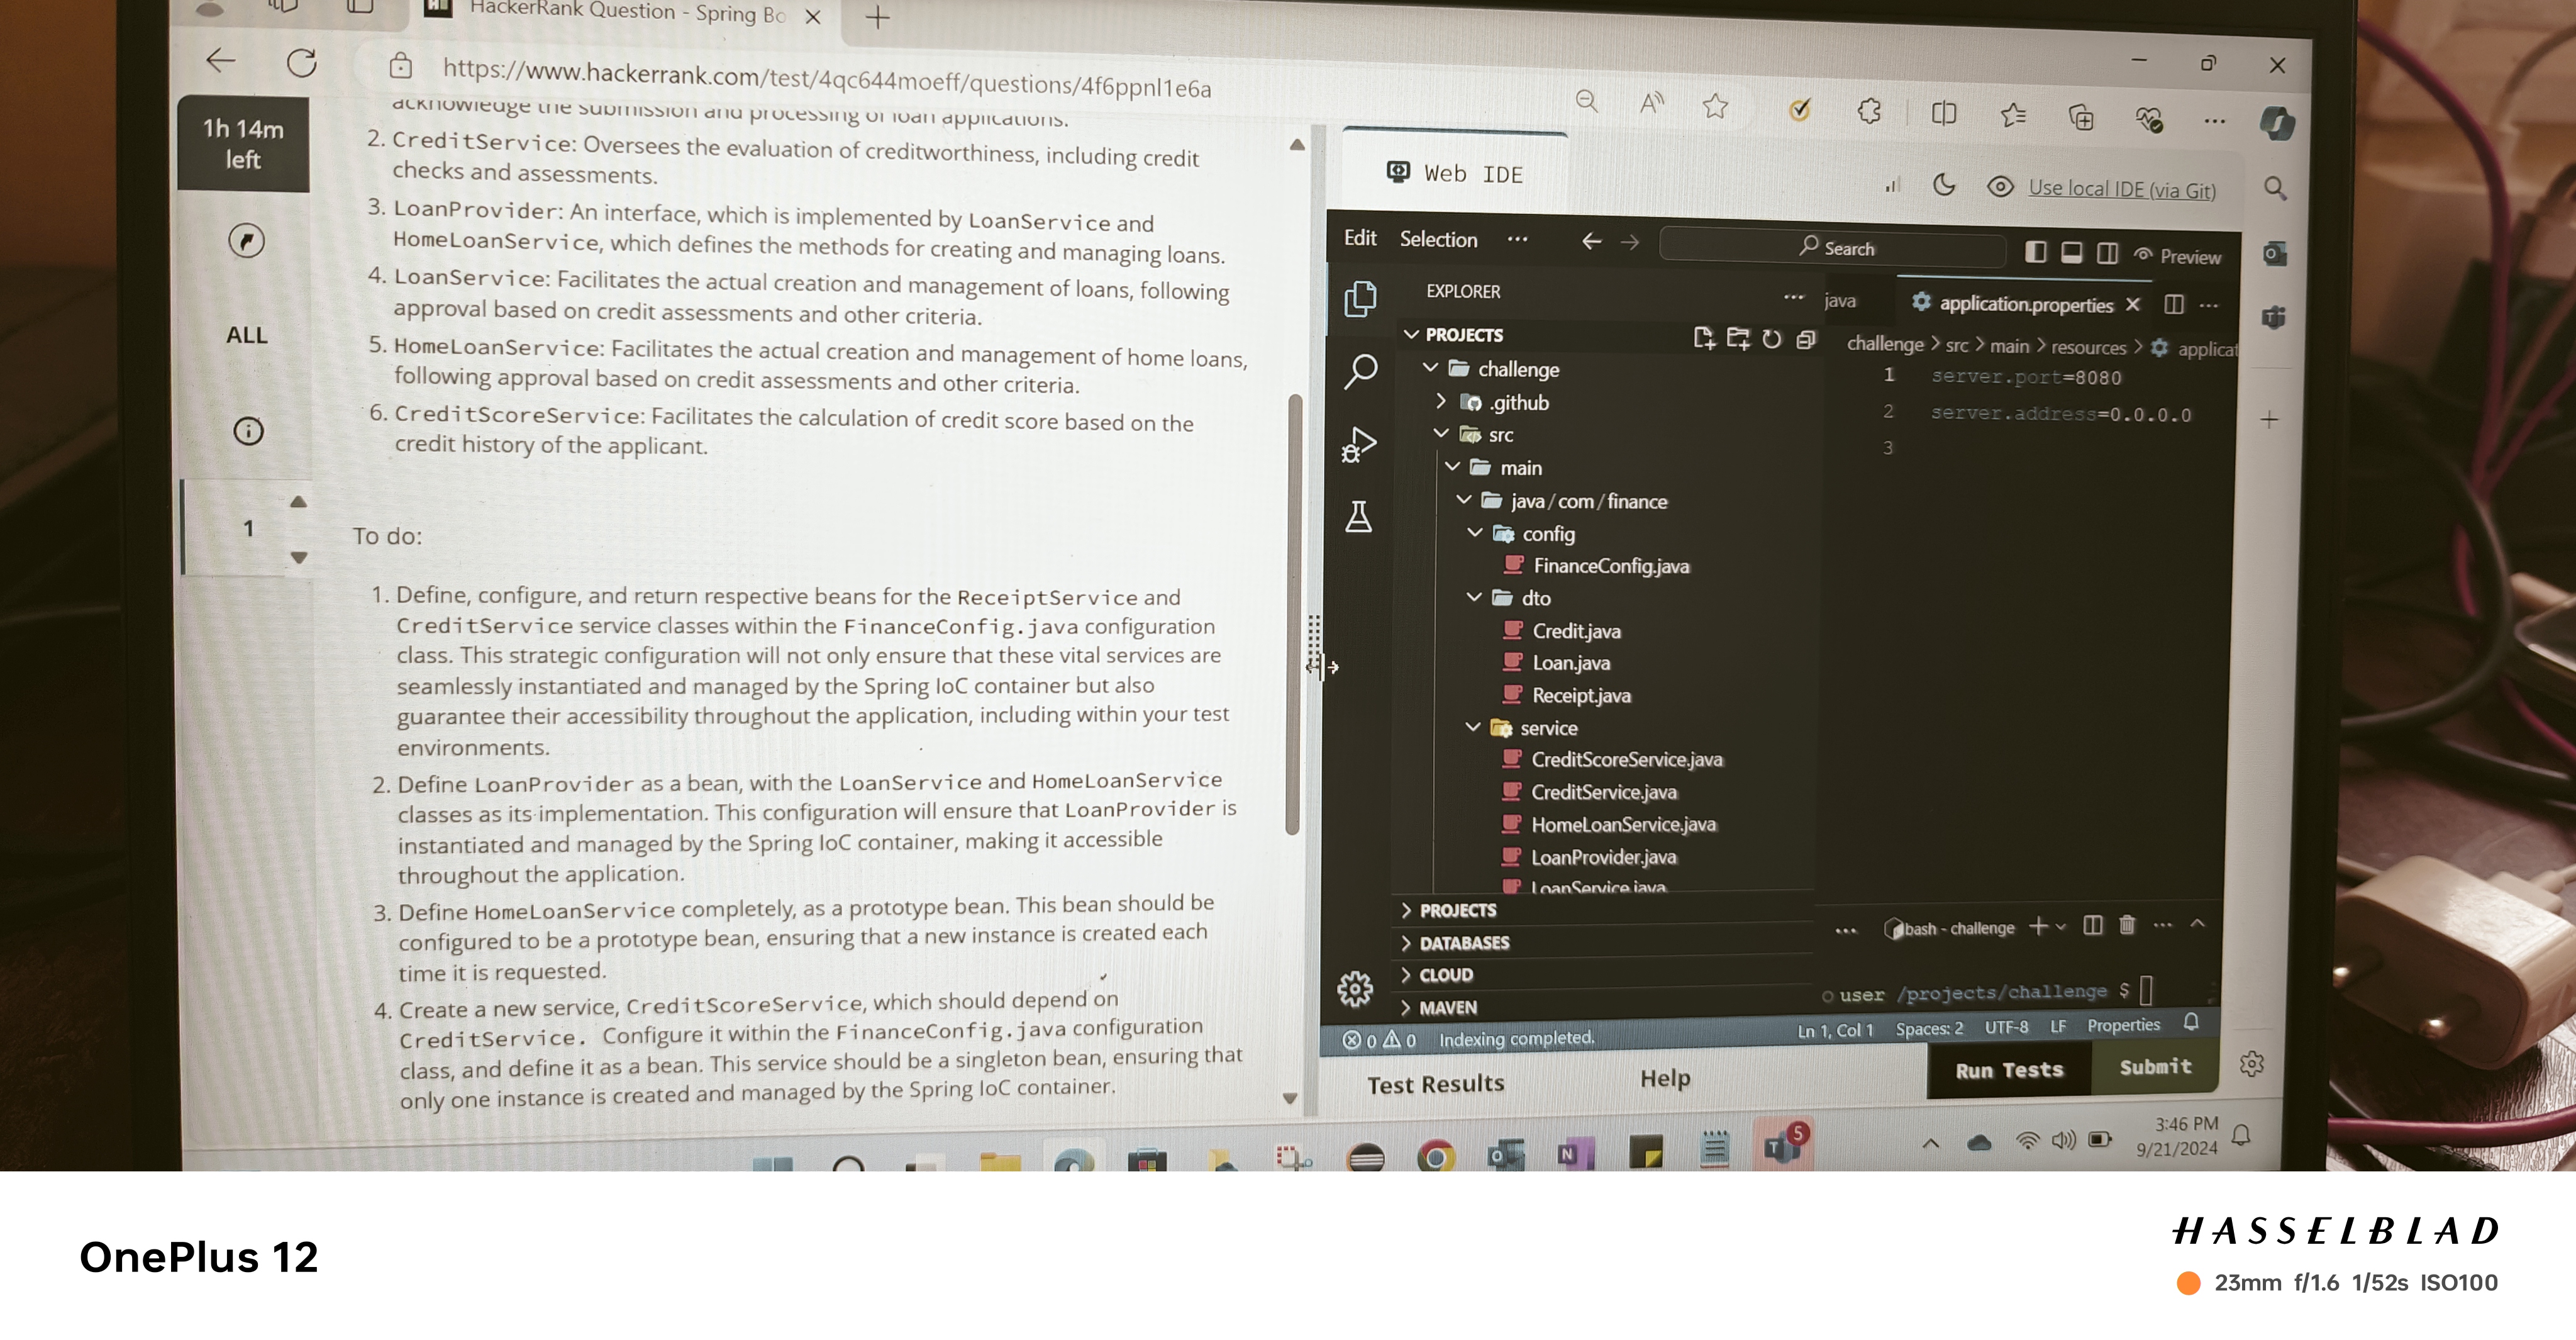 HackerRank Question - Spring Bo
https://www.hackerrank.com/test/4qc644moeff/questions/4f6ppnl1e6a
1h 14m
left
ALL
1
acknowledge the submission and processing of loan applications.
2. CreditService: Oversees the evaluation of creditworthiness, including credit
checks and assessments.
3. LoanProvider: An interface, which is implemented by LoanService and
HomeLoanService, which defines the methods for creating and managing loans.
4. LoanService: Facilitates the actual creation and management of loans, following
approval based on credit assessments and other criteria.
5. HomeLoanService: Facilitates the actual creation and management of home loans,
following approval based on credit assessments and other criteria.
6. CreditScoreService: Facilitates the calculation of credit score based on the
credit history of the applicant.
To do:
1. Define, configure, and return respective beans for the ReceiptService and
CreditService service classes within the FinanceConfig.java configuration
class. This strategic configuration will not only ensure that these vital services are
seamlessly instantiated and managed by the Spring IoC container but also
guarantee their accessibility throughout the application, including within your test
environments.
2. Define LoanProvider as a bean, with the LoanService and HomeLoanService
classes as its implementation. This configuration will ensure that LoanProvider is
instantiated and managed by the Spring IoC container, making it accessible
throughout the application.
3. Define HomeLoanService completely, as a prototype bean. This bean should be
configured to be a prototype bean, ensuring that a new instance is created each
time it is requested.
4. Create a new service, CreditScoreService, which should depend on
CreditService. Configure it within the FinanceConfig.java configuration
class, and define it as a bean. This service should be a singleton bean, ensuring that
only one instance is created and managed by the Spring IoC container.
Web IDE
Use local IDE (via Git)
Edit Selection ... Search Preview
EXPLORER ...
PROJECTS
challenge
.github
src
main
java/com/finance
config
FinanceConfig.java
dto
Credit.java
Loan.java
Receipt.java
service
CreditScoreService.java
CreditService.java
HomeLoanService.java
LoanProvider.java
LoanService.java
PROJECTS
DATABASES
CLOUD
MAVEN
java application.properties
challenge > src > main > resources > applicat
1 server.port=8080
2 server.address=0.0.0.0
3
bash - challenge
user /projects/challenge $
0 0 Indexing completed. Ln 1, Col 1 Spaces: 2 UTF-8 LF Properties
Test Results Help Run Tests Submit
5
3:46 PM
9/21/2024
OnePlus 12
HASSELBLAD
23mm f/1.6 1/52s ISO100